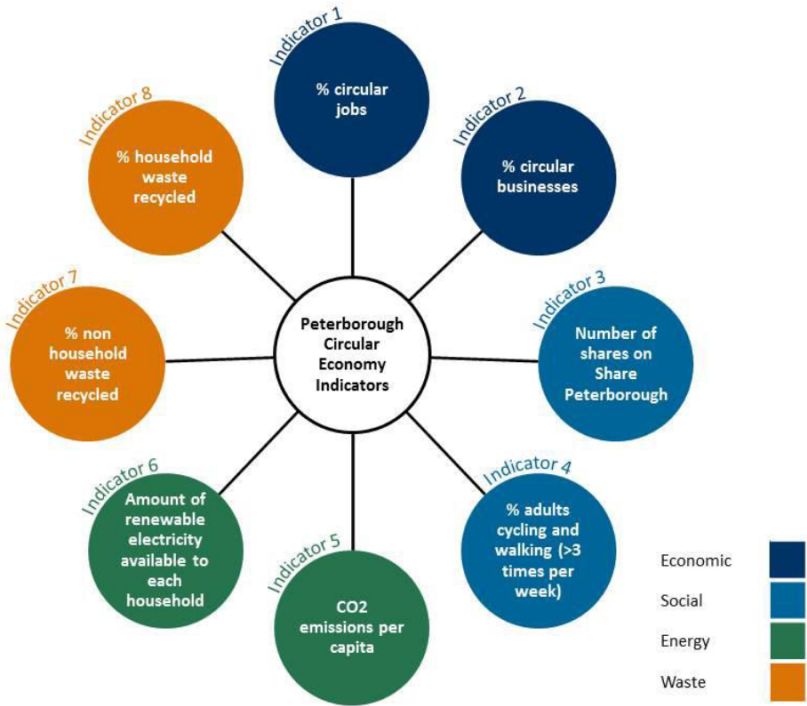 Indicator 1
% circular
jobs
Indicator 2
% circular
businesses
Indicator 3
Number of
shares on
Share
Peterborough
Indicator 4
% adults
cycling and
walking (>3
times per
week)
Indicator 5
CO2
emissions per
capita
Indicator 6
Amount of
renewable
electricity
available to
each
household
Indicator 7
% non
household
waste
recycled
Indicator 8
% household
waste
recycled
Peterborough
Circular
Economy
Indicators
Economic
Social
Energy
Waste